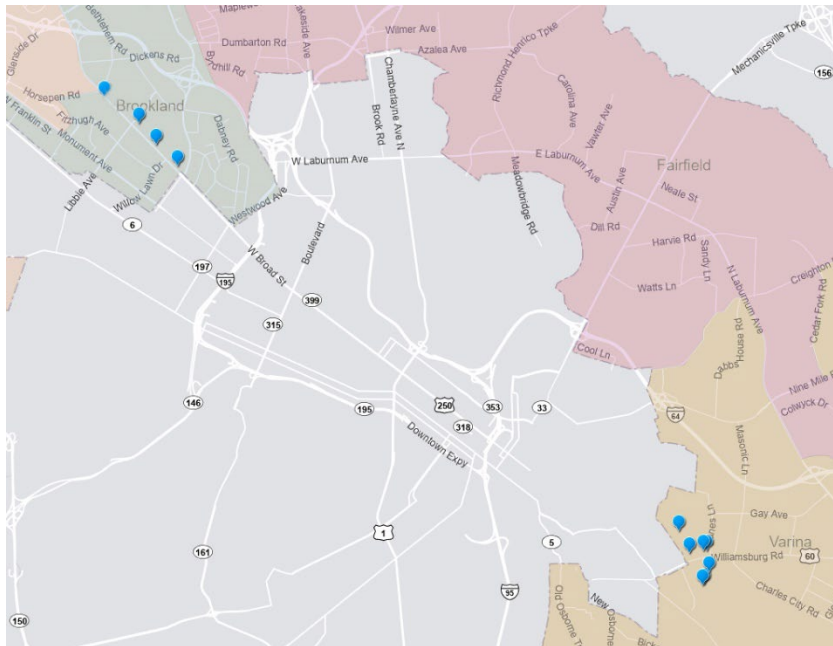 Glenside Dr
Bethlehem Rd
Dickens Rd
Byrdhill Rd
Dumbarton Rd
Lakeside Ave
Wilmer Ave
Azalea Ave
Richmond Henrico Tpke
Mechanicsville Tpke
156
Horsepen Rd
Brookland
Fitzhugh Ave
W Franklin St
Monument Ave
Dabney Rd
Libbie Ave
Willow Lawn Dr
Westwood Ave
Chamberlayne Ave N
Brook Rd
W Laburnum Ave
Carolina Ave
Vawter Ave
E Laburnum Ave
Fairfield
Meadowbridge Rd
Austin Ave
Neale St
Dill Rd
Harvie Rd
Sandy Ln
Watts Ln
N Laburnum Ave
Creighton
Cedar Fork Rd
6
197
W Broad St
Boulevard
195
399
315
Cool Ln
Dabbs House Rd
Nine Mile
Colwyck Dr
146
195
250
353
33
318
64
Downtown Expy
Masonic Ln
1
161
5
Gay Ave
Varina
Williamsburg Rd
60
Charles City Rd
95
150
Old Osborne
New Osborne